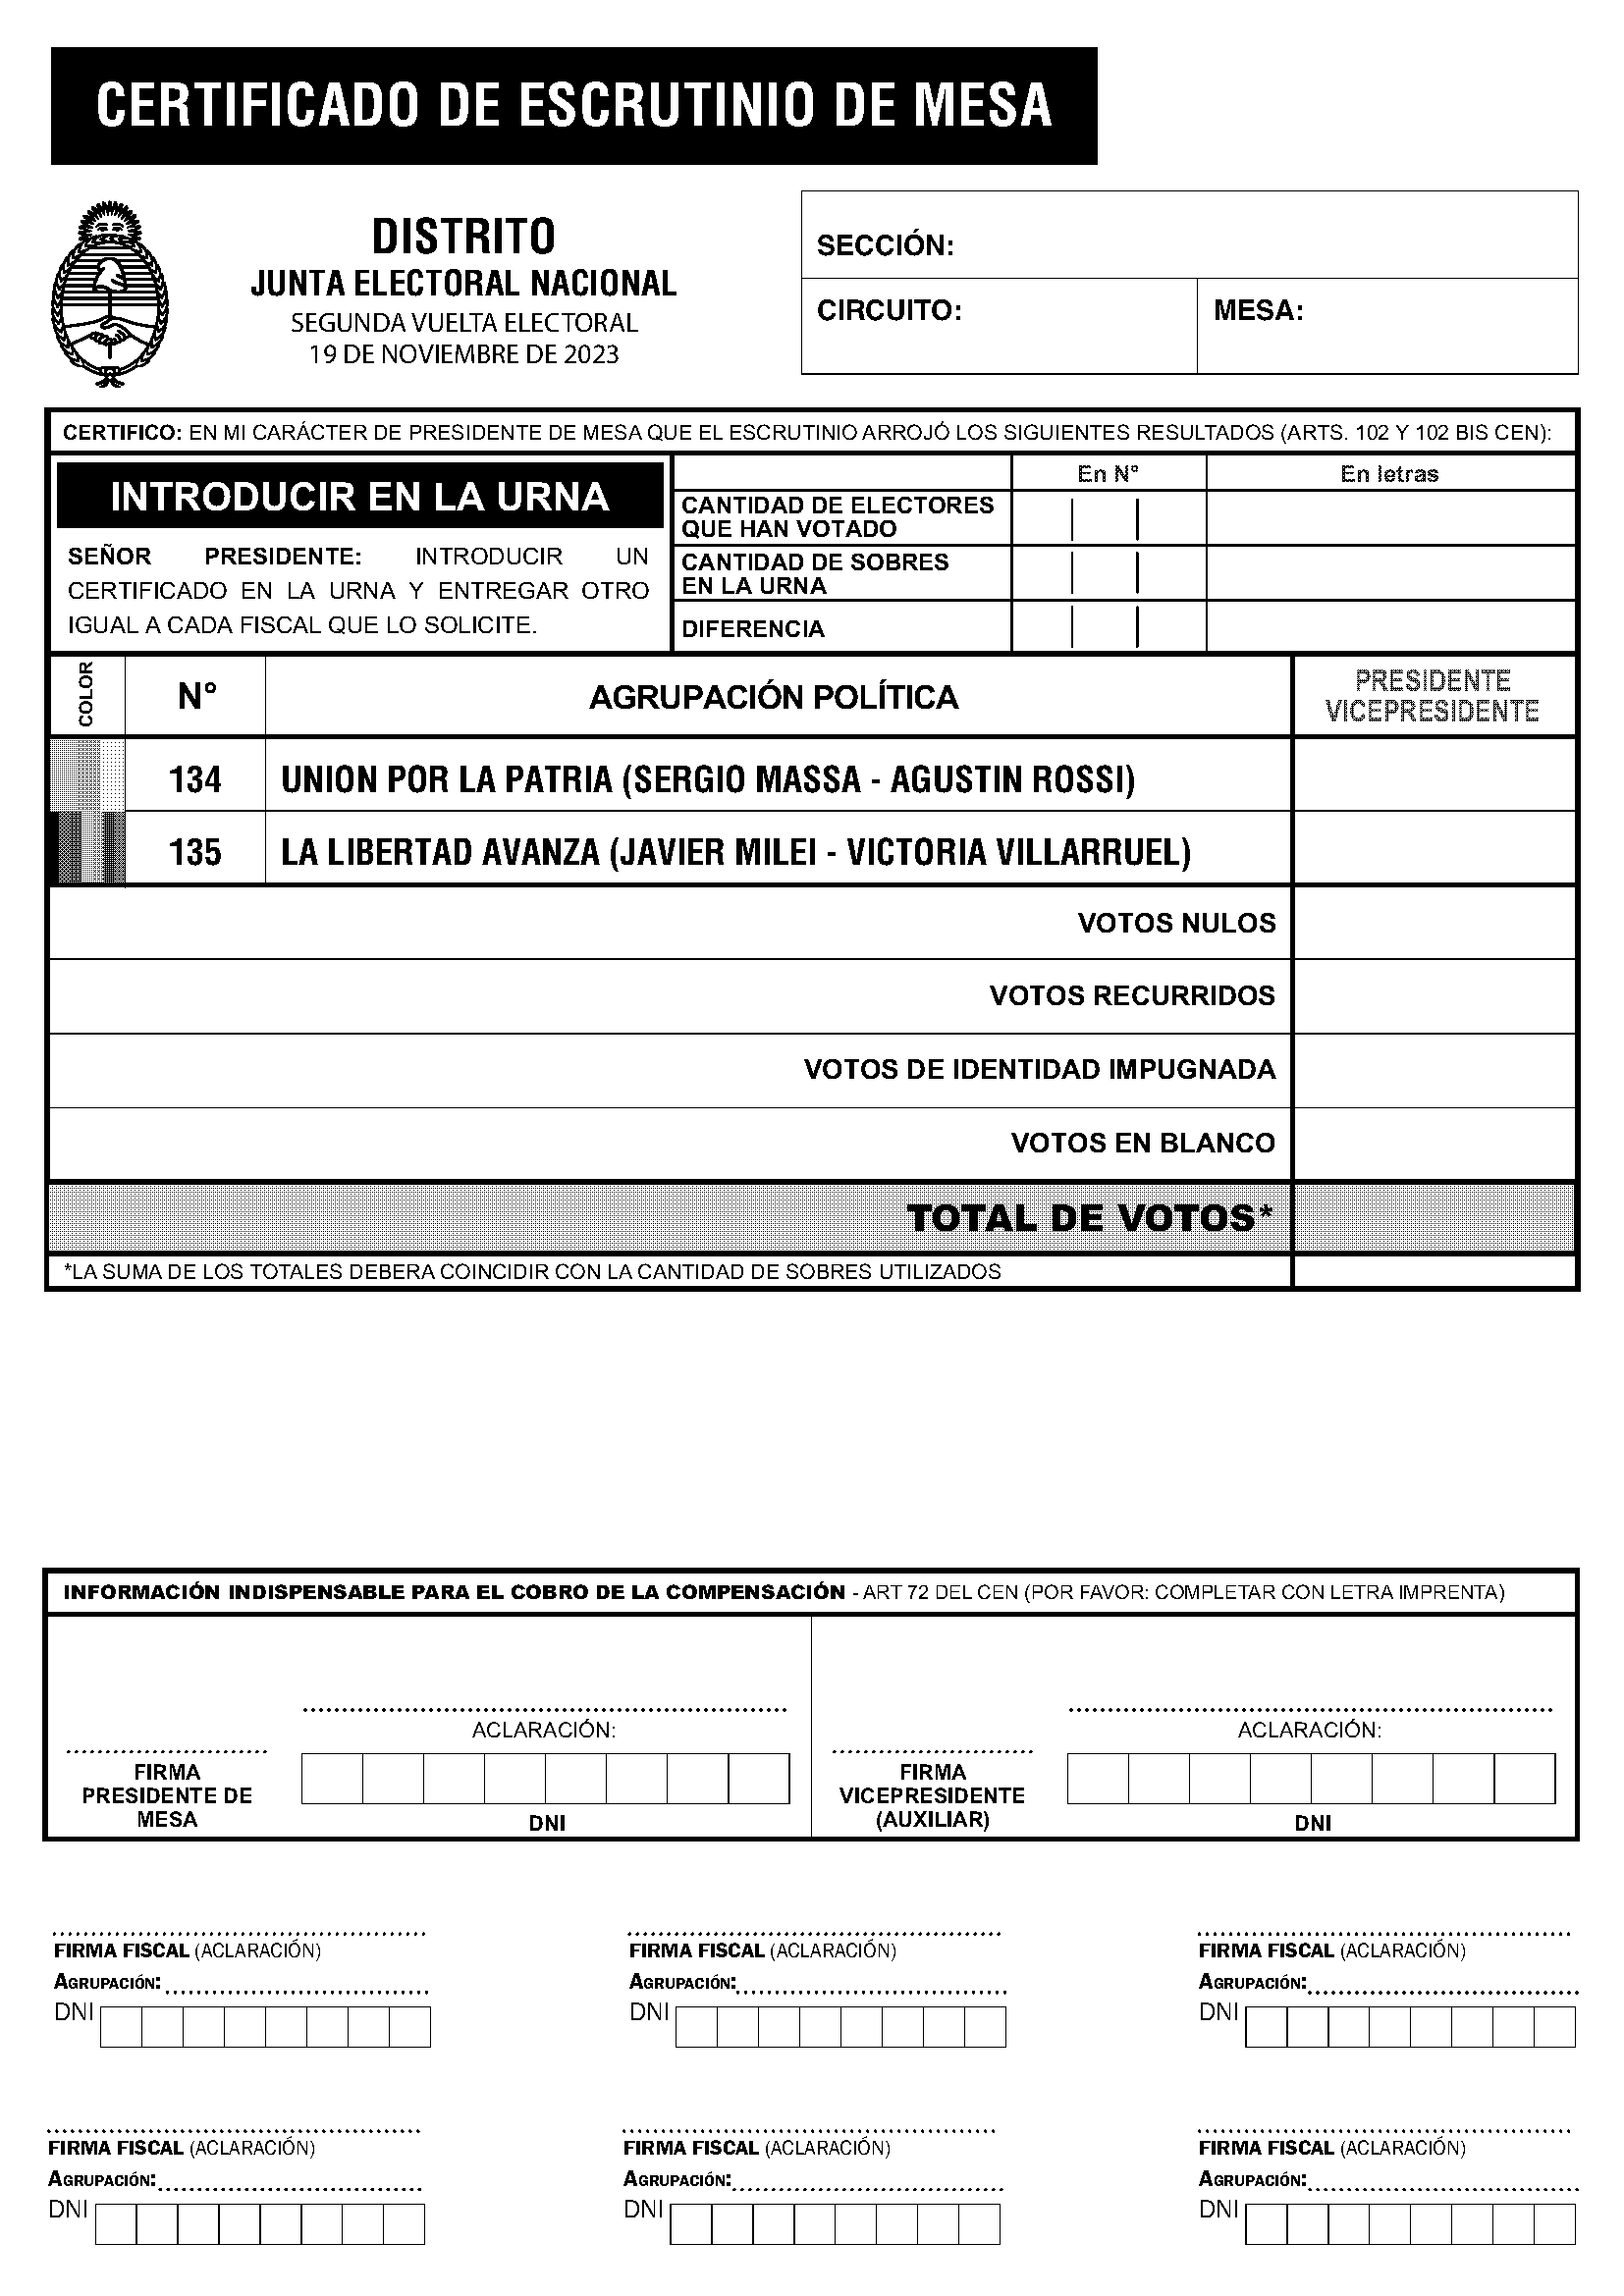 CERTIFICADO DE ESCRUTINIO DE MESA
DISTRITO
JUNTA ELECTORAL NACIONAL
SEGUNDA VUELTA ELECTORAL
19 DE NOVIEMBRE DE 2023
SECCIÓN:
CIRCUITO:
MESA:
CERTIFICO: EN MI CARÁCTER DE PRESIDENTE DE MESA QUE EL ESCRUTINIO ARROJÓ LOS SIGUIENTES RESULTADOS (ARTS. 102 Y 102 BIS CEN):
INTRODUCIR EN LA URNA
SEÑOR PRESIDENTE: INTRODUCIR UN
CERTIFICADO EN LA URNA Y ENTREGAR OTRO
IGUAL A CADA FISCAL QUE LO SOLICITE.
En N° En letras
CANTIDAD DE ELECTORES
QUE HAN VOTADO
CANTIDAD DE SOBRES
EN LA URNA
DIFERENCIA
COLOR
N°
AGRUPACIÓN POLÍTICA
PRESIDENTE
VICEPRESIDENTE
134 UNION POR LA PATRIA (SERGIO MASSA - AGUSTIN ROSSI)
135 LA LIBERTAD AVANZA (JAVIER MILEI - VICTORIA VILLARRUEL)
VOTOS NULOS
VOTOS RECURRIDOS
VOTOS DE IDENTIDAD IMPUGNADA
VOTOS EN BLANCO
TOTAL DE VOTOS*
*LA SUMA DE LOS TOTALES DEBERA COINCIDIR CON LA CANTIDAD DE SOBRES UTILIZADOS
INFORMACIÓN INDISPENSABLE PARA EL COBRO DE LA COMPENSACIÓN - ART 72 DEL CEN (POR FAVOR: COMPLETAR CON LETRA IMPRENTA)
ACLARACIÓN:
FIRMA
PRESIDENTE DE
MESA
DNI
ACLARACIÓN:
FIRMA
VICEPRESIDENTE
(AUXILIAR)
DNI
FIRMA FISCAL (ACLARACIÓN)
AGRUPACIÓN:
DNI
FIRMA FISCAL (ACLARACIÓN)
AGRUPACIÓN:
DNI
FIRMA FISCAL (ACLARACIÓN)
AGRUPACIÓN:
DNI
FIRMA FISCAL (ACLARACIÓN)
AGRUPACIÓN:
DNI
FIRMA FISCAL (ACLARACIÓN)
AGRUPACIÓN:
DNI
FIRMA FISCAL (ACLARACIÓN)
AGRUPACIÓN:
DNI